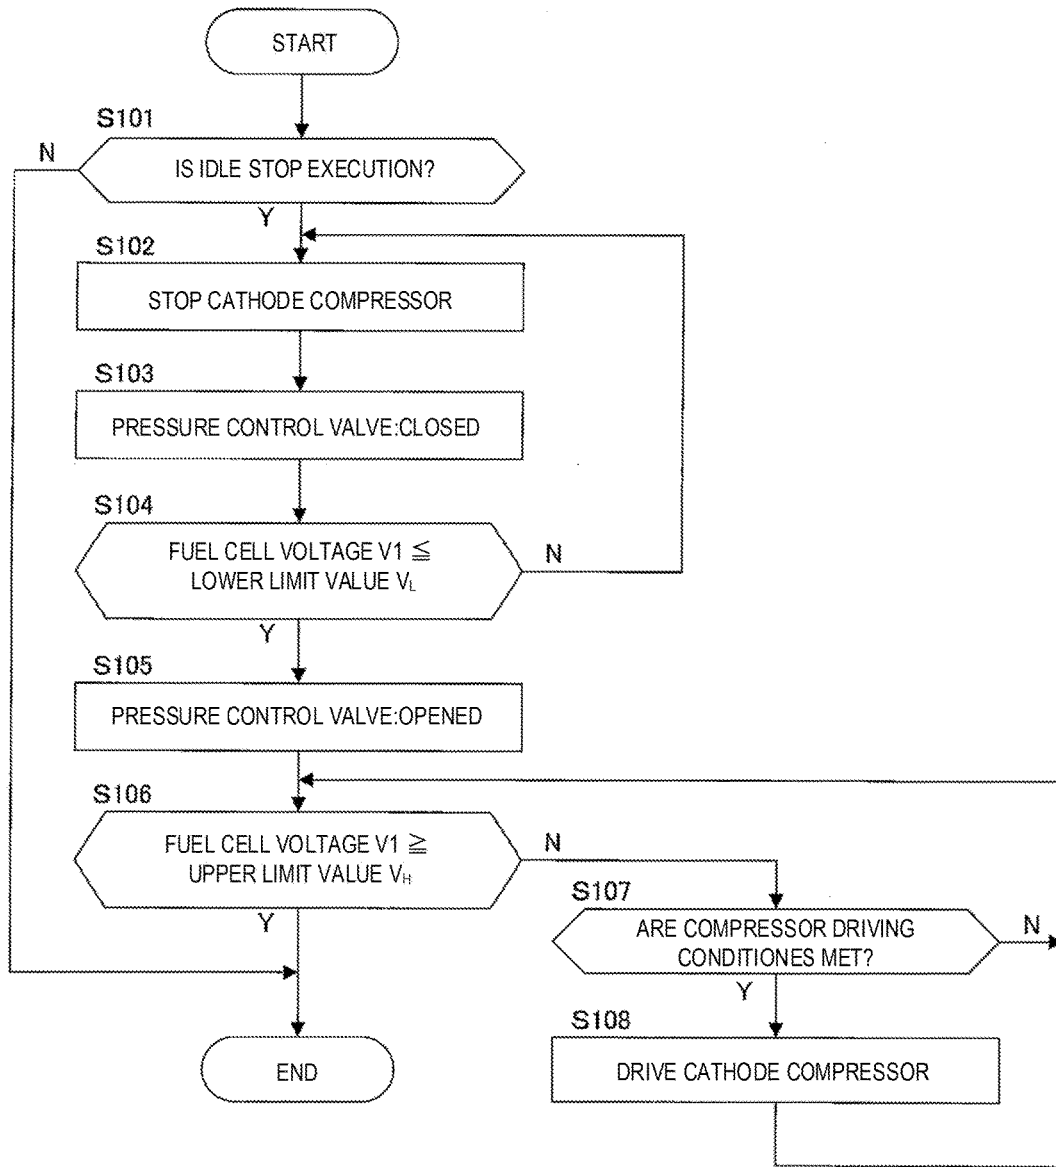 START
S101
N
IS IDLE STOP EXECUTION?
Y
S102
STOP CATHODE COMPRESSOR
S103
PRESSURE CONTROL VALVE:CLOSED
S104
FUEL CELL VOLTAGE V1 ≦
LOWER LIMIT VALUE VL
N
Y
S105
PRESSURE CONTROL VALVE:OPENED
S106
FUEL CELL VOLTAGE V1 ≧
UPPER LIMIT VALUE VH
N
Y
S107
ARE COMPRESSOR DRIVING
CONDITIONES MET?
N
Y
S108
DRIVE CATHODE COMPRESSOR
END